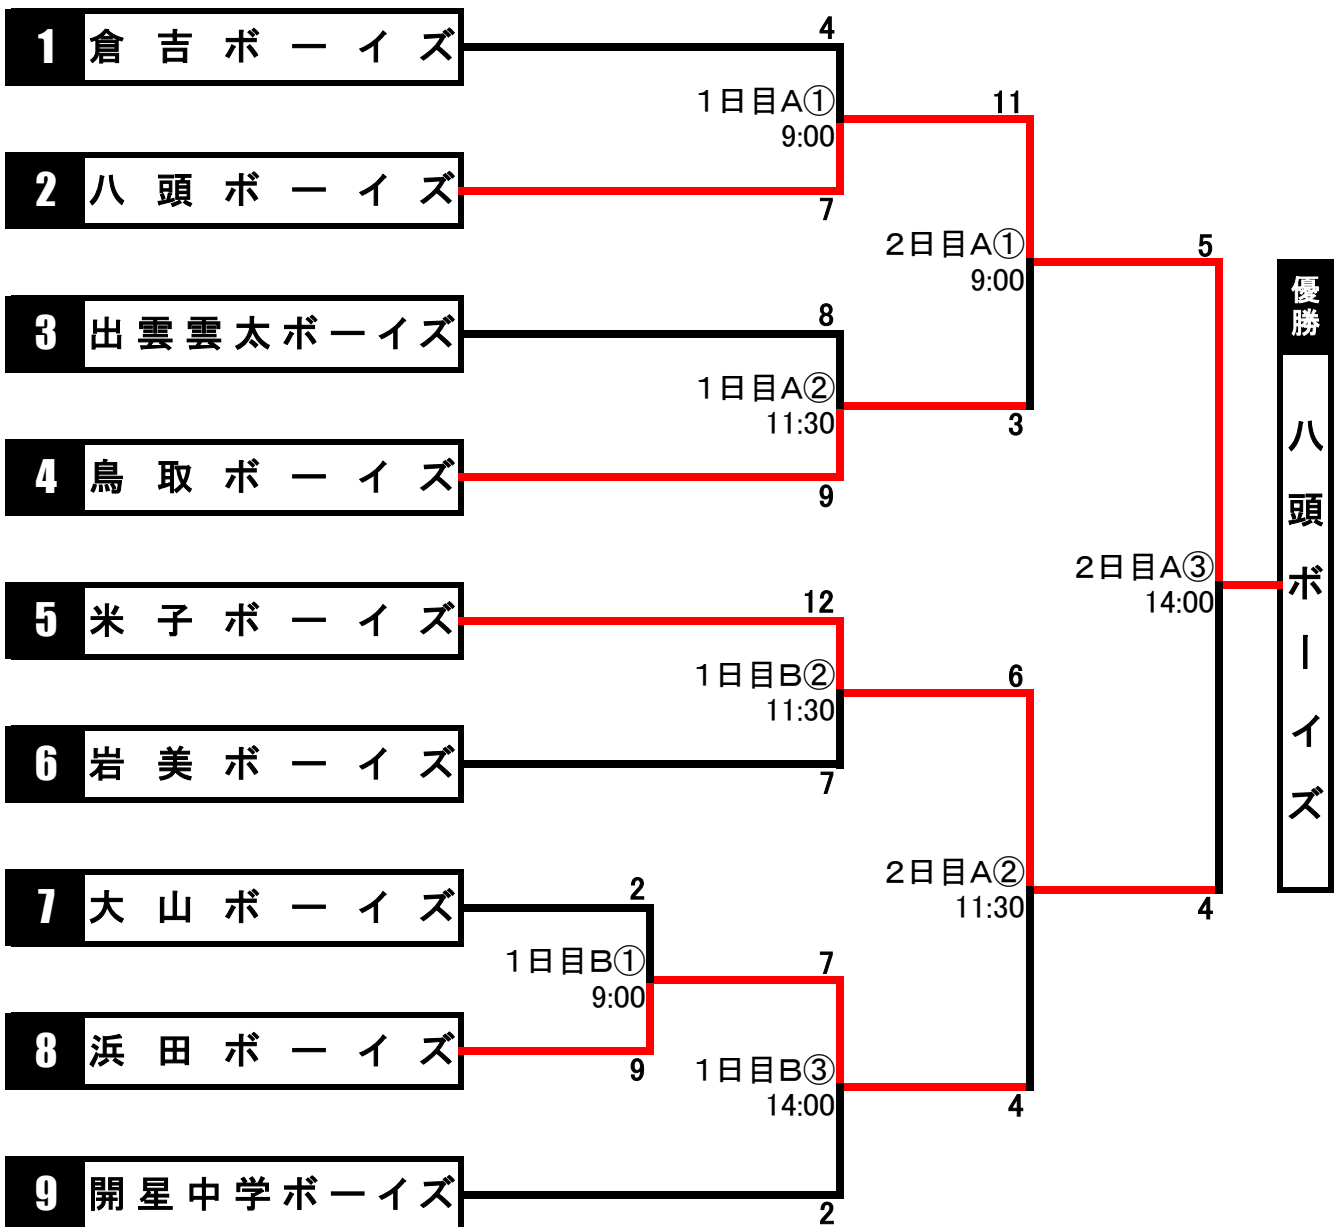 1 倉吉ボーイズ
4
1日目A①
9:00
11
2 八頭ボーイズ
7
2日目A①
9:00
5
3 出雲雲太ボーイズ
8
1日目A②
11:30
3
4 鳥取ボーイズ
9
2日目A③
14:00
優勝
八頭ボーイズ
5 米子ボーイズ
12
1日目B②
11:30
6
6 岩美ボーイズ
7
2日目A②
11:30
4
7 大山ボーイズ
2
1日目B①
9:00
7
8 浜田ボーイズ
9
1日目B③
14:00
4
9 開星中学ボーイズ
2